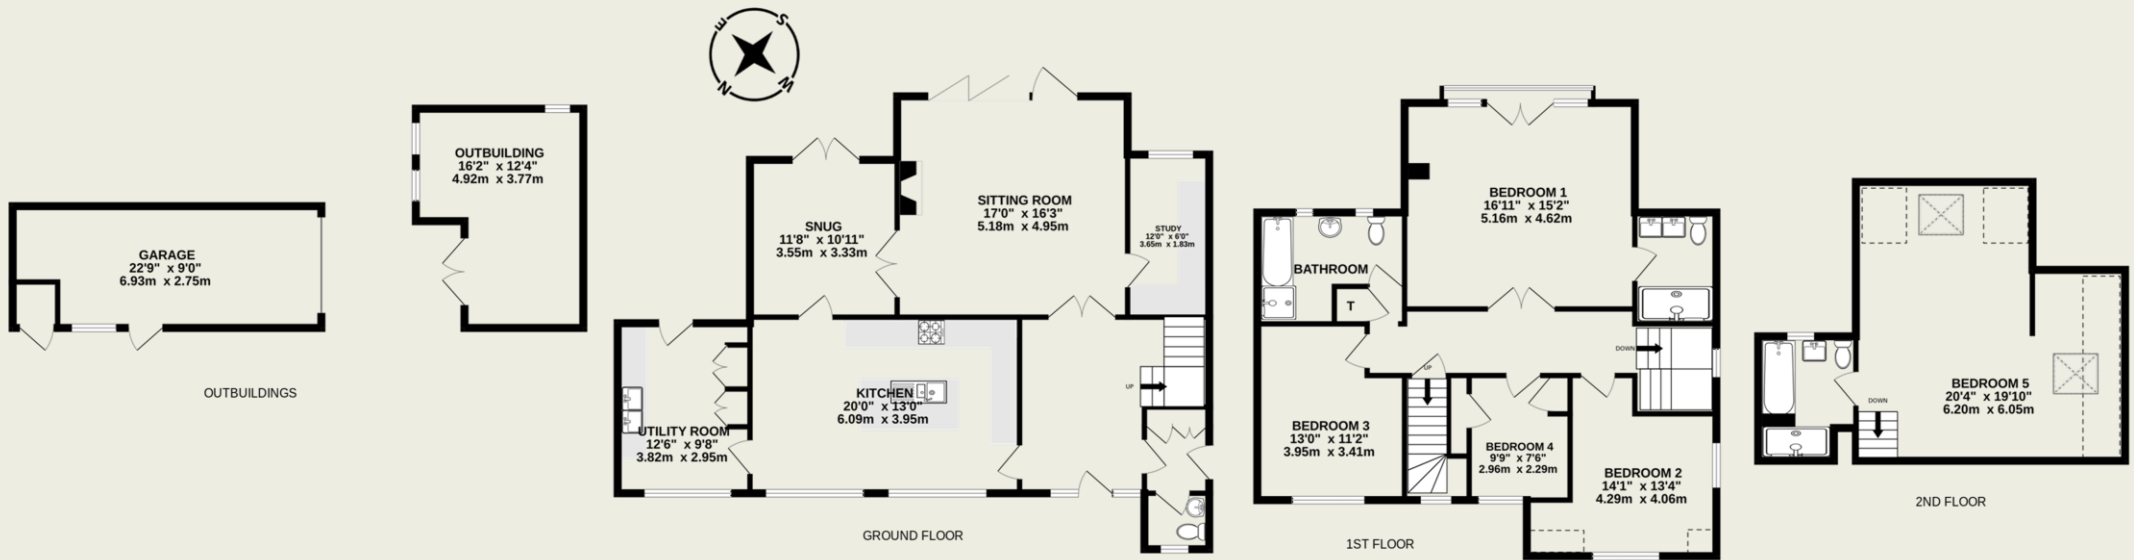 E
S
N
W
GARAGE
22'9" x 9'0"
6.93m x 2.75m
OUTBUILDING
16'2" x 12'4"
4.92m x 3.77m
OUTBUILDINGS
SNUG
11'8" x 10'11"
3.55m x 3.33m
SITTING ROOM
17'0" x 16'3"
5.18m x 4.95m
STUDY
12'0" x 6'0"
3.65m x 1.83m
KITCHEN
20'0" x 13'0"
6.09m x 3.95m
UTILITY ROOM
12'6" x 9'8"
3.82m x 2.95m
UP
GROUND FLOOR
BEDROOM 1
16'11" x 15'2"
5.16m x 4.62m
BATHROOM
T
DOWN
UP
BEDROOM 3
13'0" x 11'2"
3.95m x 3.41m
BEDROOM 4
9'9" x 7'6"
2.96m x 2.29m
BEDROOM 2
14'1" x 13'4"
4.29m x 4.06m
1ST FLOOR
BEDROOM 5
20'4" x 19'10"
6.20m x 6.05m
DOWN
2ND FLOOR